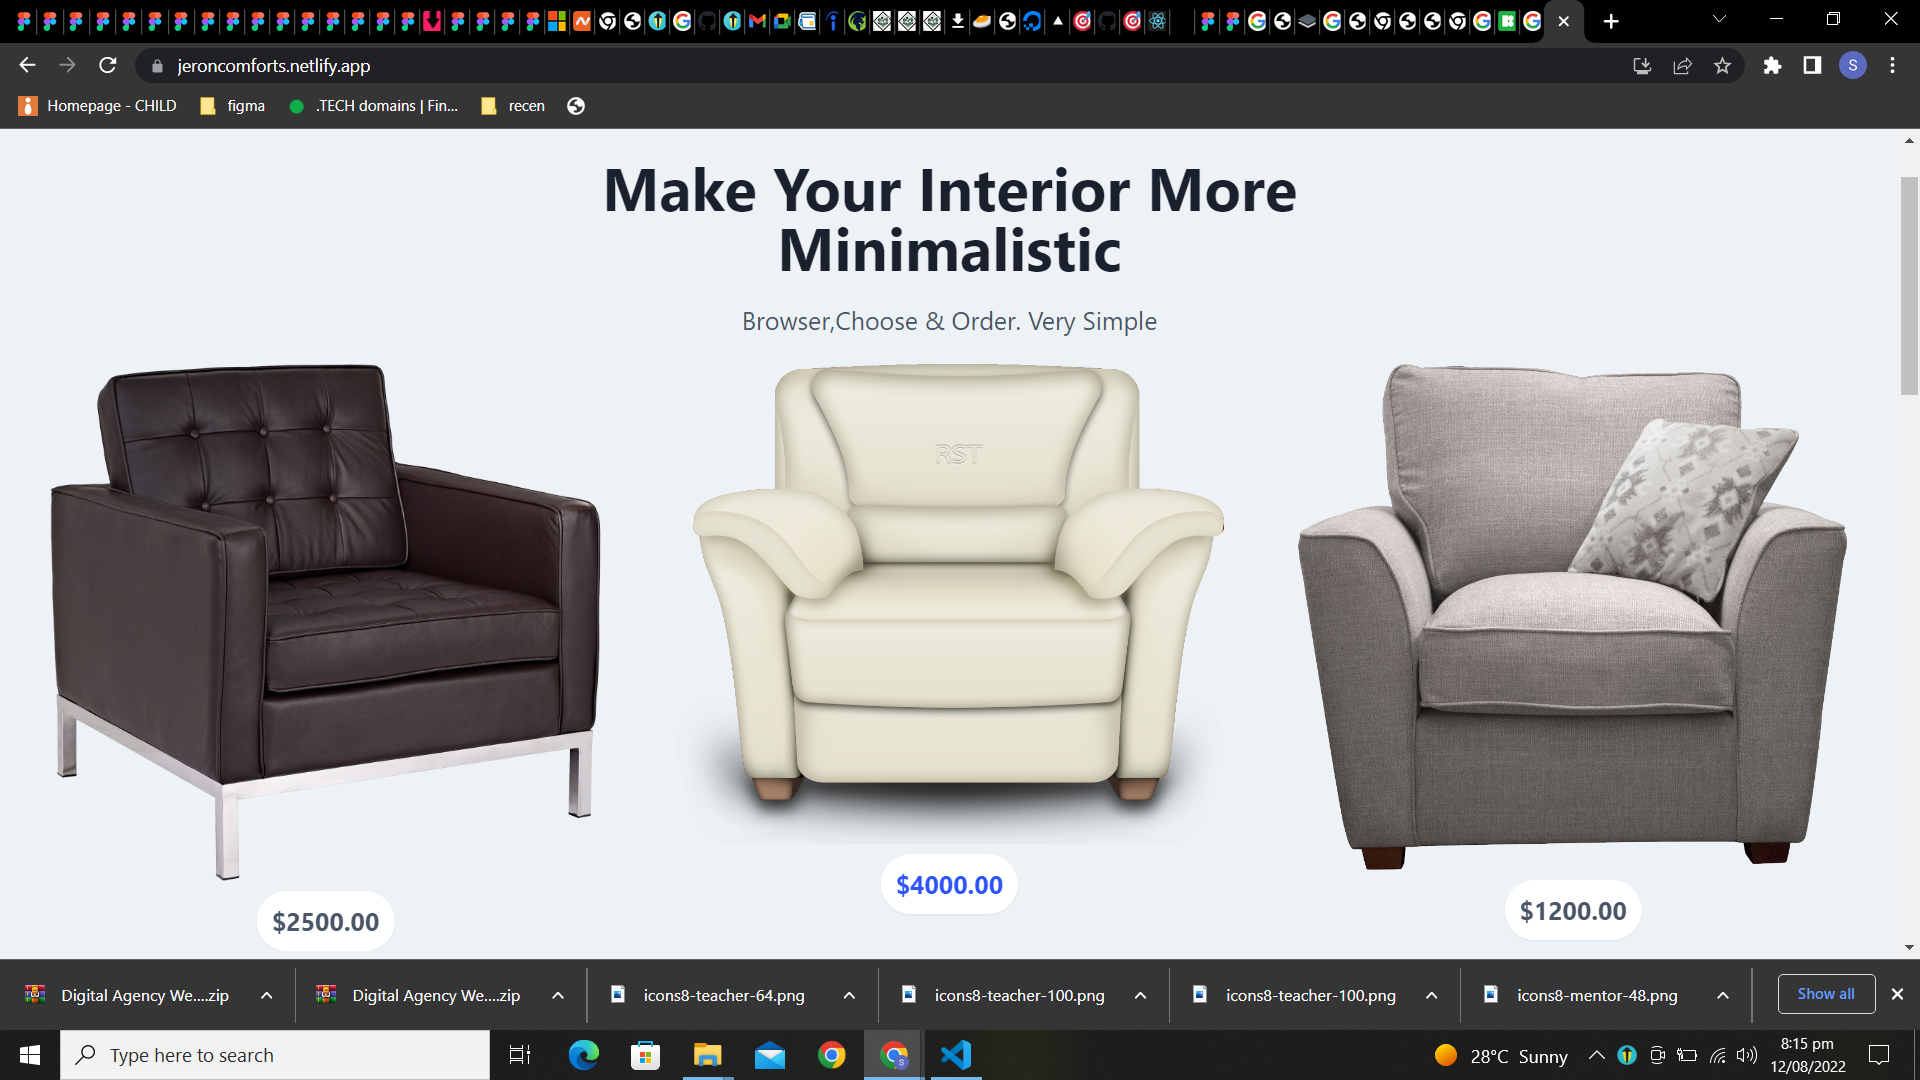 jeroncomforts.netlify.app
S
Homepage - CHILD
figma
.TECH domains | Fin...
recen
Make Your Interior More
Minimalistic
Browser,Choose & Order. Very Simple
RST
$2500.00
$4000.00
$1200.00
Digital Agency We....zip
Digital Agency We....zip
icons8-teacher-64.png
icons8-teacher-100.png
icons8-teacher-100.png
icons8-mentor-48.png
Show all
Type here to search
28°C Sunny
8:15 pm
12/08/2022